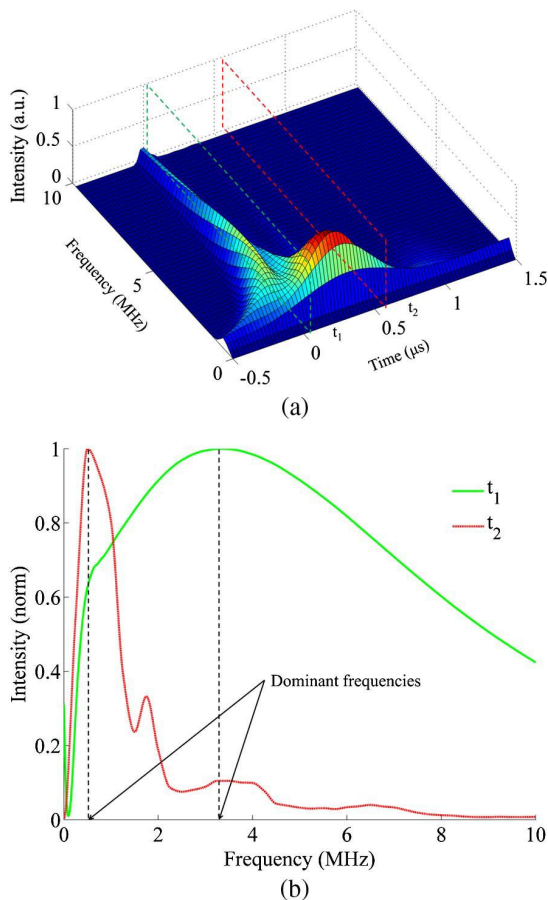 1
0.5
0
Intensity (a.u.)
10
5
0
Frequency (MHz)
-0.5
0
t1
0.5
t2
1
1.5
Time (μs)
(a)
1
0.8
0.6
0.4
0.2
0
Intensity (norm)
t1
t2
Dominant frequencies
0
2
4
6
8
10
Frequency (MHz)
(b)